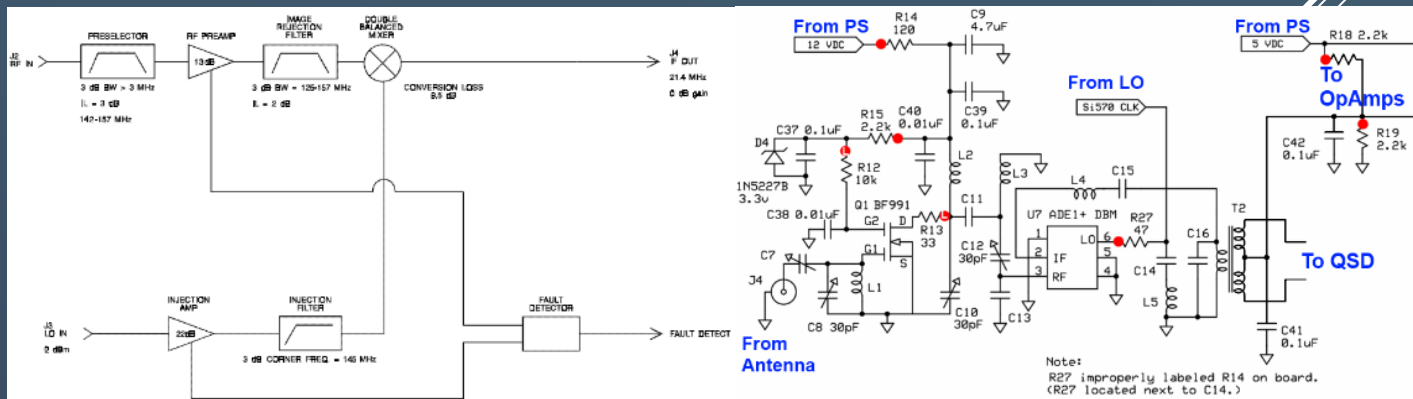 PRESELECTOR
RF PREAMP
IMAGE
REJECTION
FILTER
DOUBLE
BALANCED
MIXER
J2
RF IN
13dB
J4
IF OUT
21.4 MHz
0 dB gain
3 dB BW > 3 MHz
IL = 3 dB
142-157 MHz
3 dB BW = 125-157 MHz
IL = 2 dB
CONVERSION LOSS
6.5 dB
INJECTION
AMP
INJECTION
FILTER
FAULT
DETECTOR
J3
LO IN
2 dBm
22dB
3 dB CORNER FREQ. = 145 MHz
FAULT DETECT
From PS
12 VDC
R14
120
C9
4.7uF
C39
0.1uF
R15
2.2k
C40
0.01uF
C37 0.1uF
D4
1N5227B
3.3v
R12
10k
L2
L3
C38 0.01uF
Q1 BF991
G2
D
G1
S
R13
33
C11
C12
30pF
C7
J4
L1
C8 30pF
C10
30pF
C13
From
Antenna
From LO
Si570 CLK
L4
C15
U7 ADE1+ DBM
1
2
3
LO
IF
RF
6
5
4
R27
47
C14
L5
C16
T2
From PS
5 VDC
R18 2.2k
To
OpAmps
C42
0.1uF
R19
2.2k
To QSD
C41
0.1uF
Note:
R27 improperly labeled R14 on board.
(R27 located next to C14.)